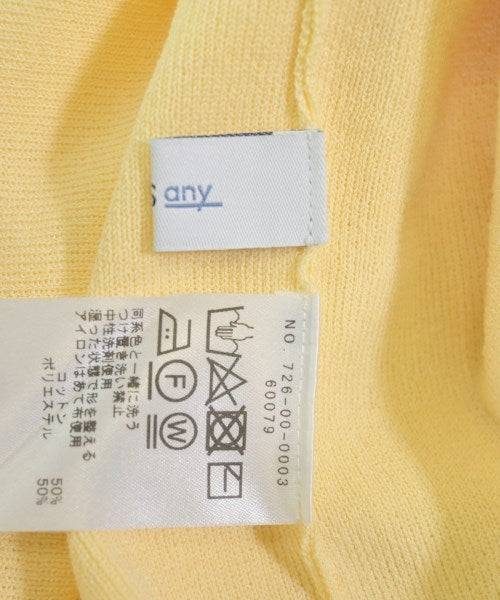 S any
NO. 726-00-0003
60079
同系色と一緒に洗う
つけ置き洗い禁止
中性洗剤使用
湿った状態で形を整える
アイロンはあて布使用
コットン 50%
ポリエステル 50%
F
W